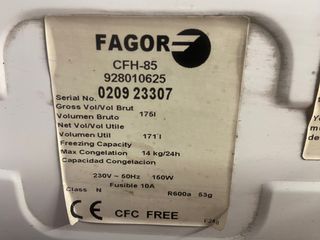 FAGOR
CFH-85
928010625
0209 23307
Serial No.
Gross Vol/Vol Brut
Volumen Bruto 175l
Net Vol/Vol Utile
Volumen Util 171 l
Freezing Capacity
Max Congelation 14 kg/24h
Capacidad Congelacion
230V ~ 50Hz 150W
Fusible 10A
Class N R600a 53g
CE CFC FREE